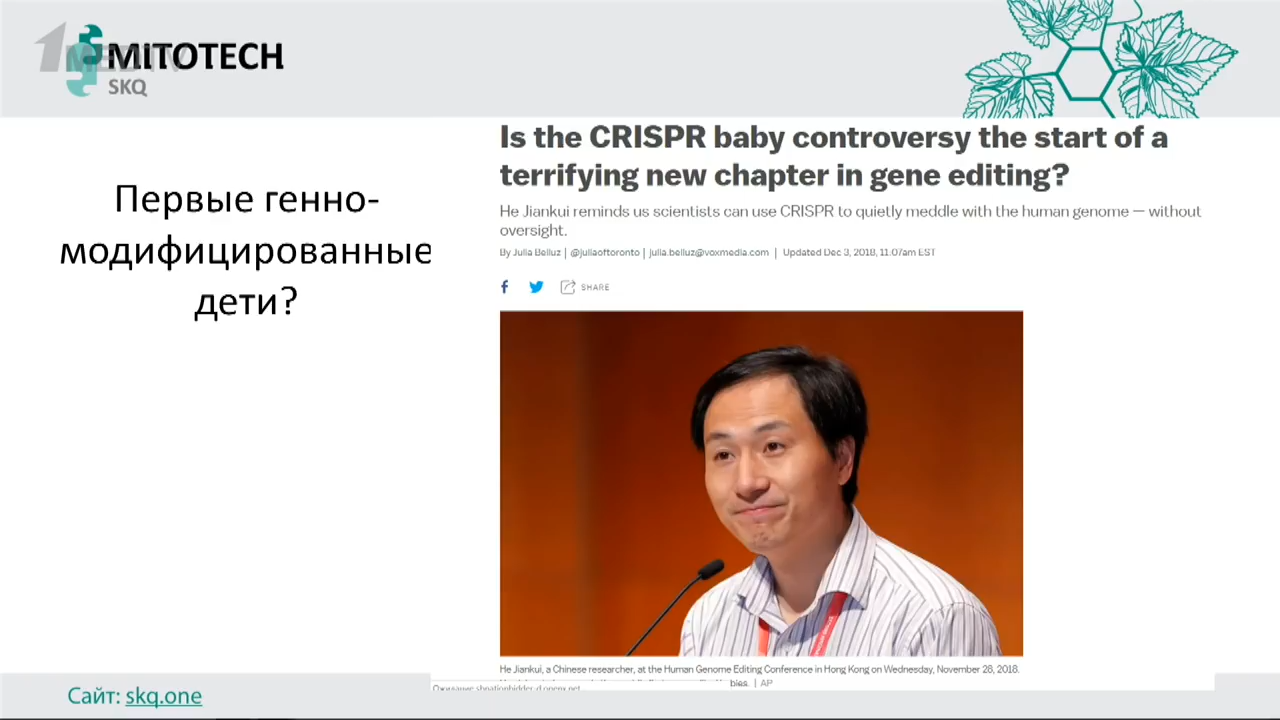 MITOTECH
SKQ
Первые генно-
модифицированные
дети?
Is the CRISPR baby controversy the start of a
terrifying new chapter in gene editing?
He Jiankui reminds us scientists can use CRISPR to quietly meddle with the human genome — without
oversight.
By Julia Belluz | @juliaoftoronto | julia.belluz@voxmedia.com | Updated Dec 3, 2018, 11:07am EST
SHARE
He Jiankui, a Chinese researcher, at the Human Genome Editing Conference in Hong Kong on Wednesday, November 28, 2018.
| AP
Ожидание
Сайт: skq.one